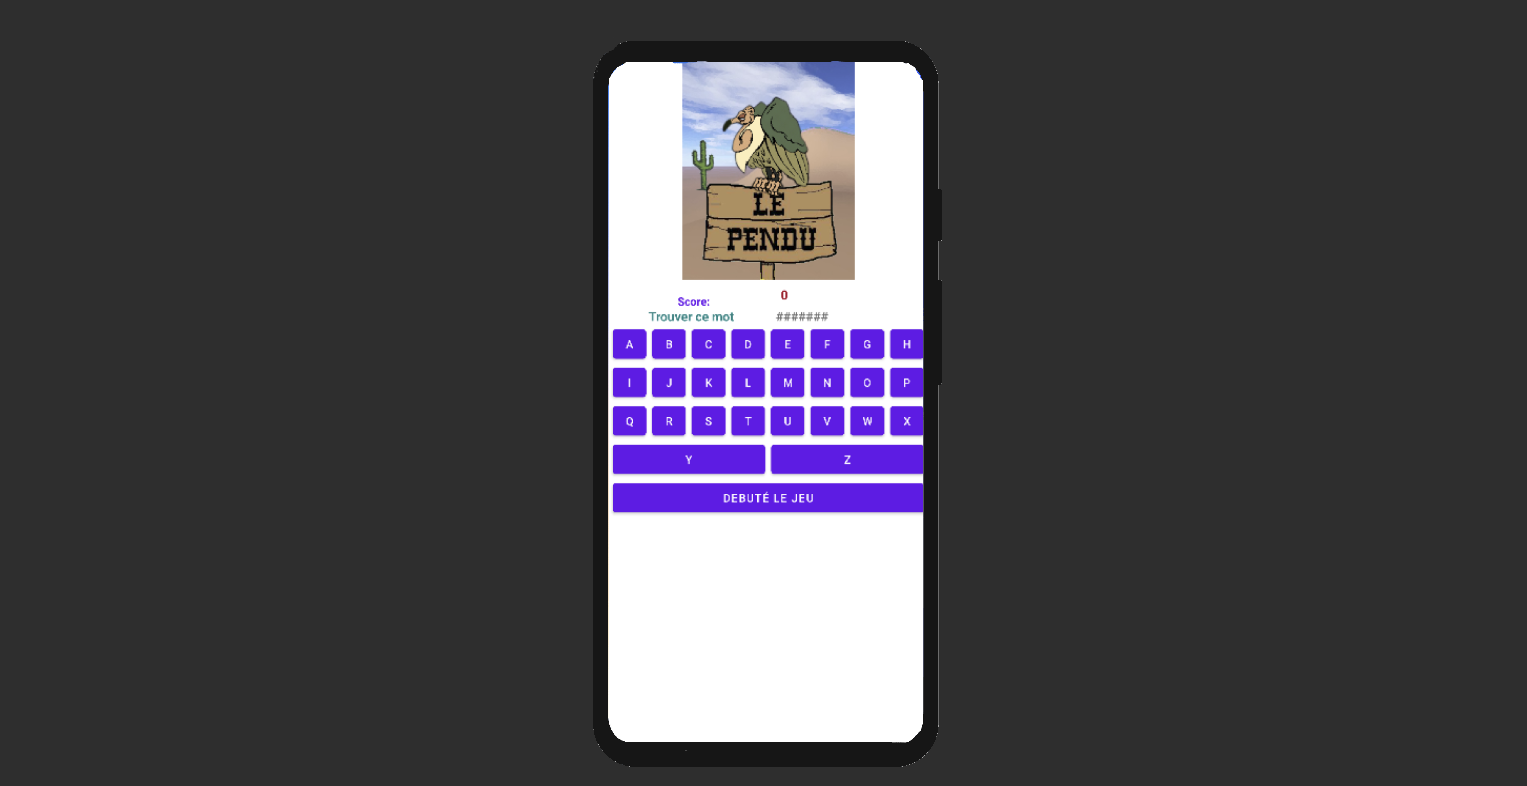 LE
PENDU
Score: 0
Trouver ce mot #######
A B C D E F G H
I J K L M N O P
Q R S T U V W X
Y Z
DEBUTÉ LE JEU